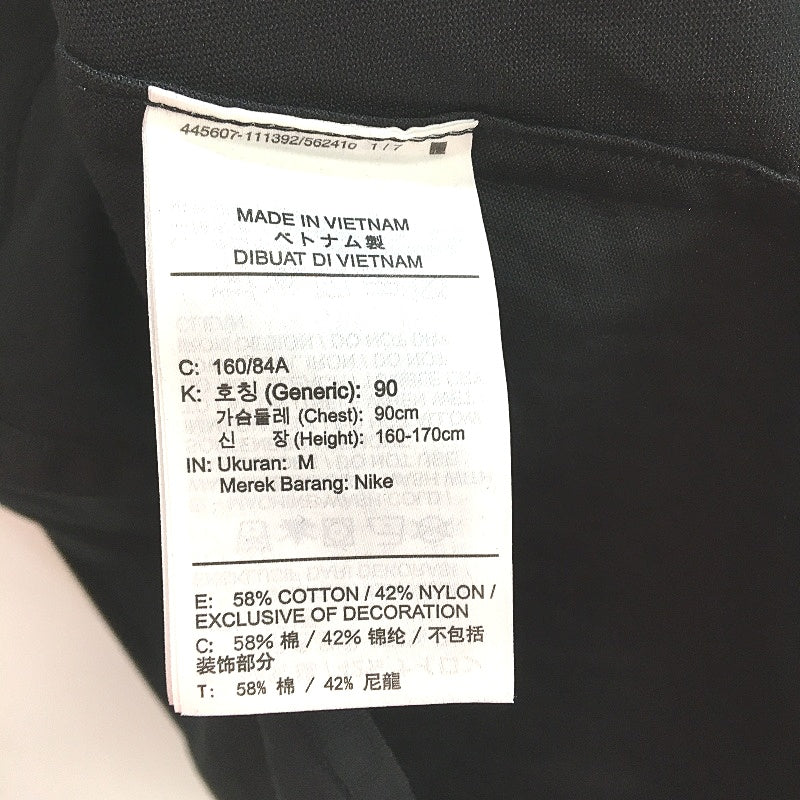 445607-111392/562410 1 / 7
MADE IN VIETNAM
ベトナム製
DIBUAT DI VIETNAM
C: 160/84A
K: 호칭 (Generic): 90
가슴둘레 (Chest): 90cm
신 장 (Height): 160-170cm
IN: Ukuran: M
Merek Barang: Nike
E: 58% COTTON / 42% NYLON /
EXCLUSIVE OF DECORATION
C: 58% 棉 / 42% 锦纶 / 不包括
装饰部分
T: 58% 棉 / 42% 尼龍